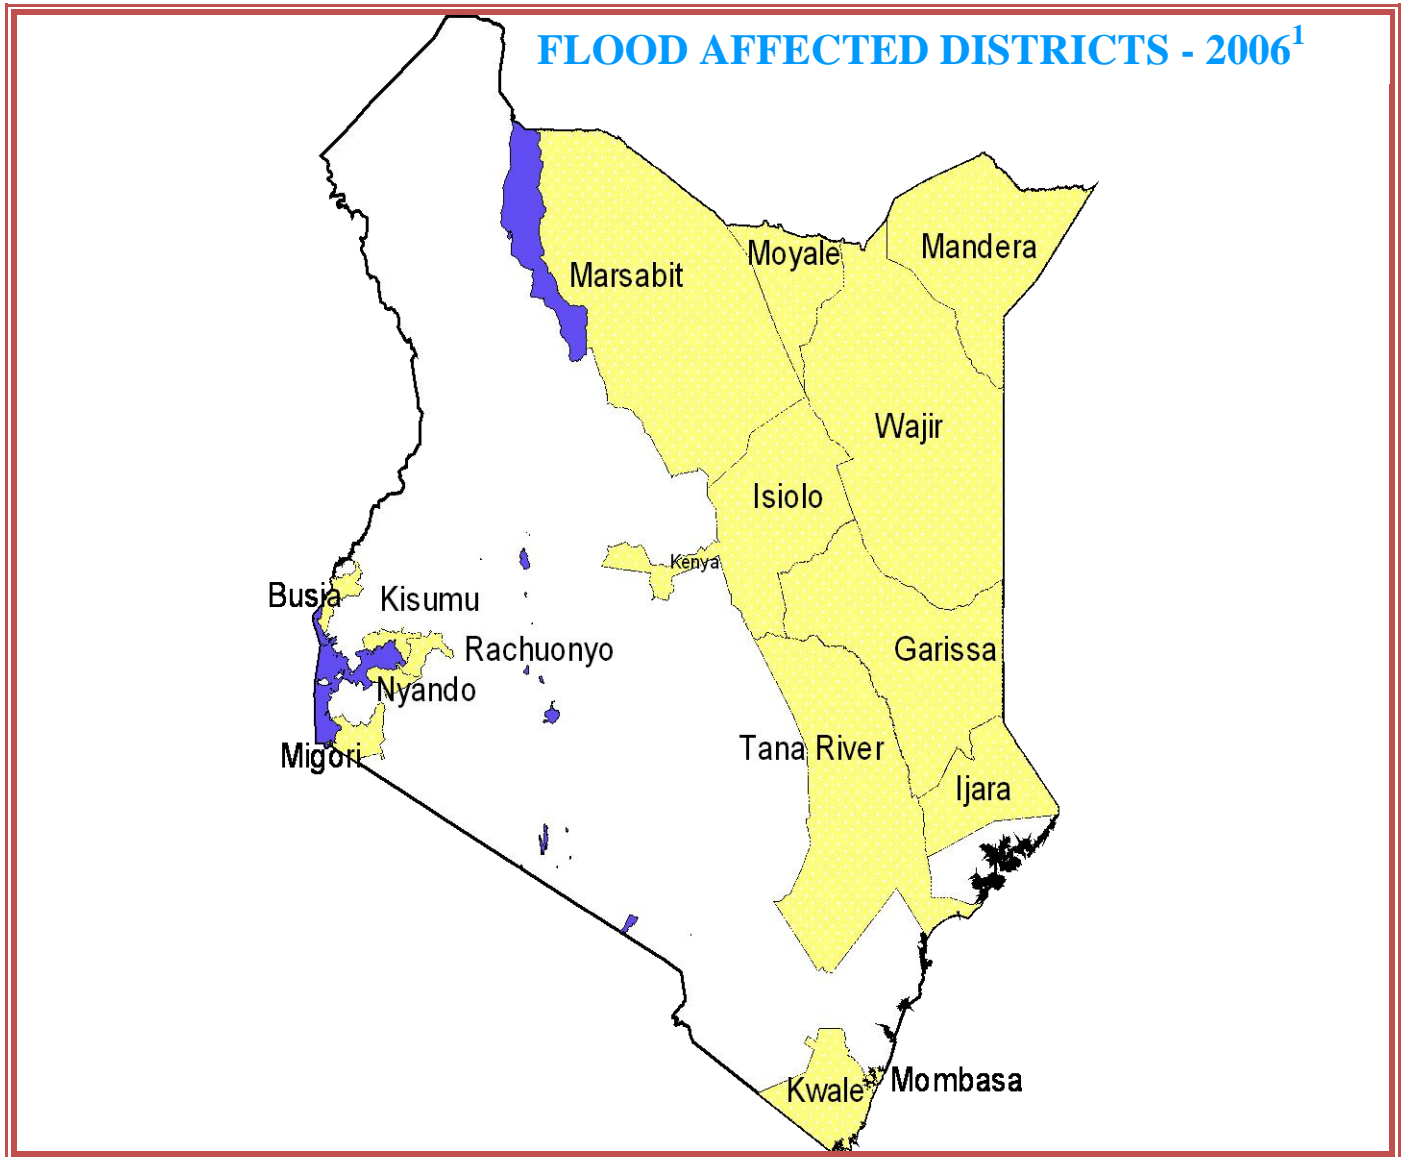 FLOOD AFFECTED DISTRICTS - 2006¹
Mandera
Moyale
Marsabit
Wajir
Isiolo
Kenya
Busia
Kisumu
Rachuonyo
Garissa
Nyando
Tana River
Migori
Ijara
Mombasa
Kwale